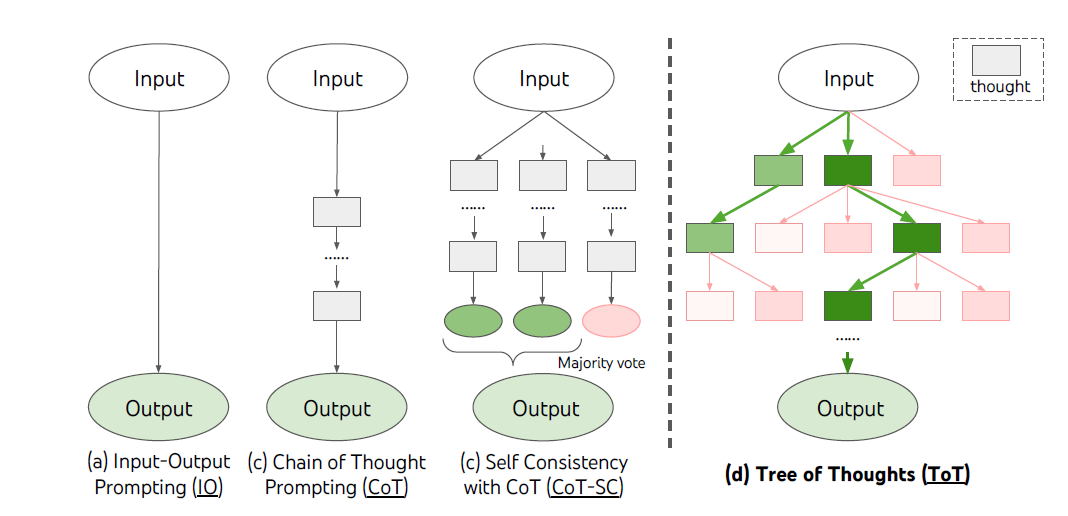 Input
Input
Input
Input
thought
......
......
......
......
......
Majority vote
Output
Output
Output
Output
(a) Input-Output
Prompting (IO)
(c) Chain of Thought
Prompting (CoT)
(c) Self Consistency
with CoT (CoT-SC)
(d) Tree of Thoughts (ToT)